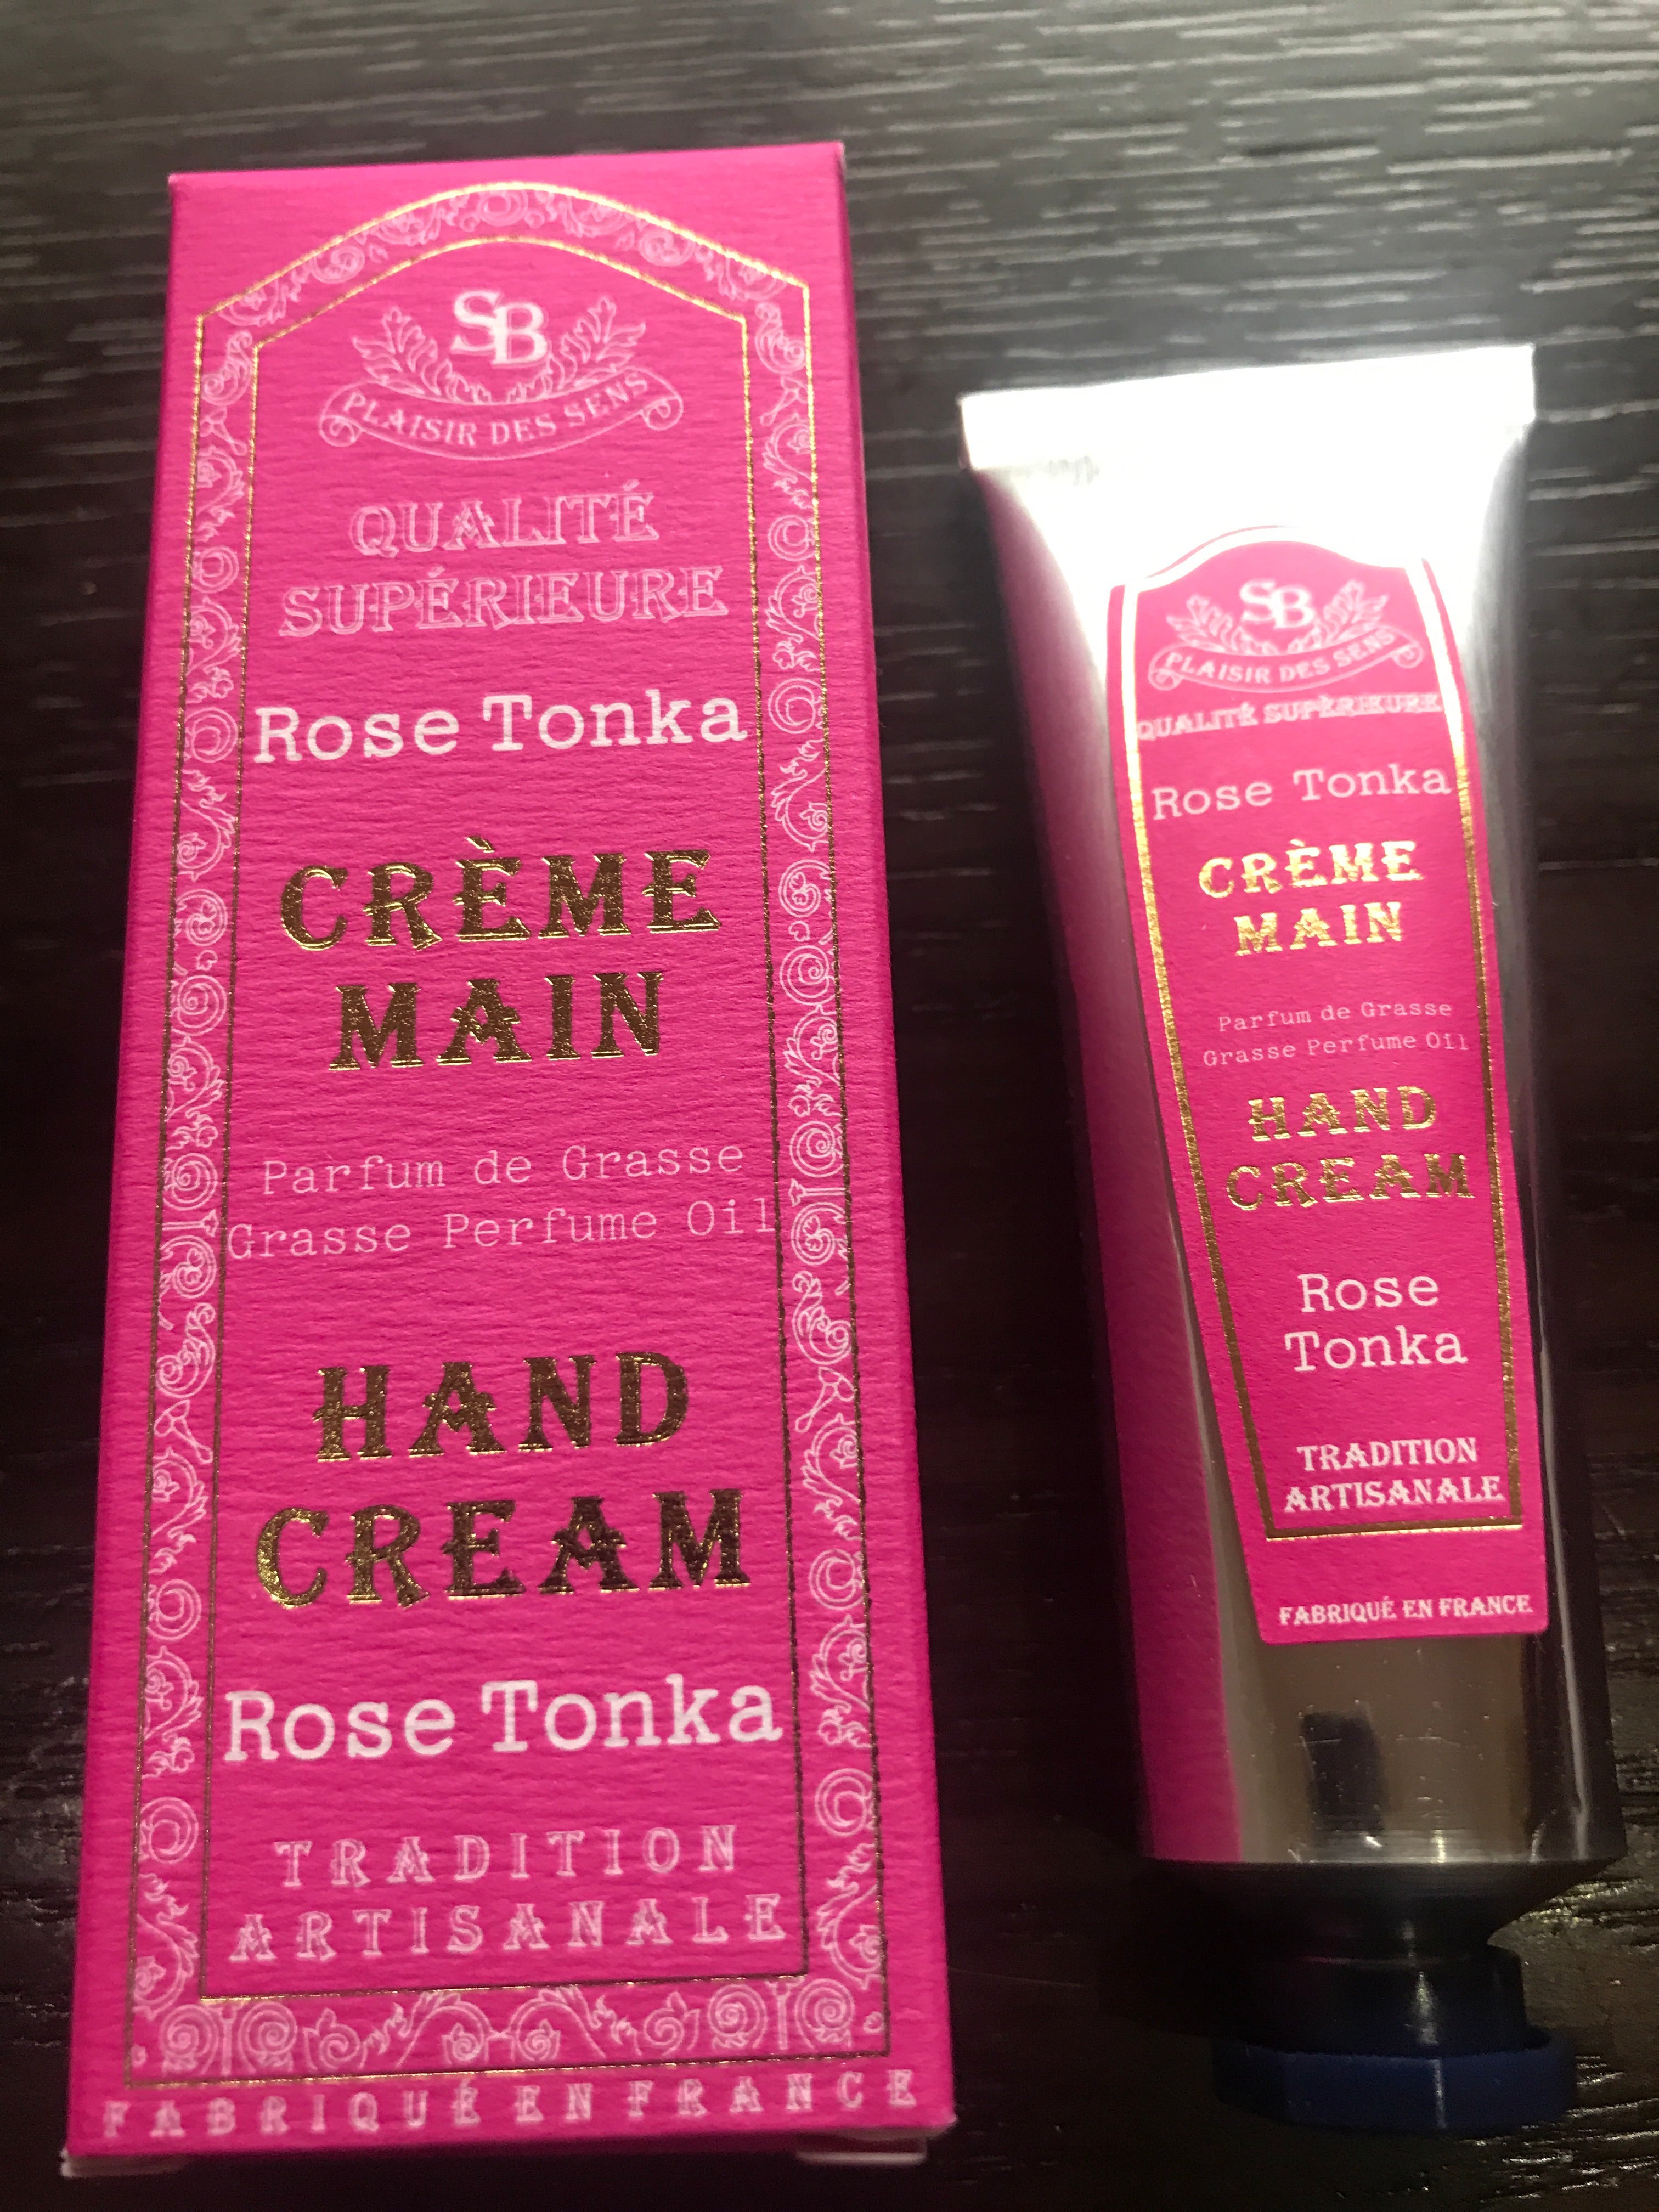 SB
PLAISIR DES SENS
QUALITÉ
SUPÉRIEURE
Rose Tonka
CRÈME
MAIN
Parfum de Grasse
Grasse Perfume Oil
HAND
CREAM
Rose Tonka
TRADITION
ARTISANALE
FABRIQUÉ EN FRANCE
SB
PLAISIR DES SENS
QUALITÉ SUPÈRIEURE
Rose Tonka
CRÈME
MAIN
Parfum de Grasse
Grasse Perfume Oil
HAND
CREAM
Rose
Tonka
TRADITION
ARTISANALE
FABRIQUÉ EN FRANCE